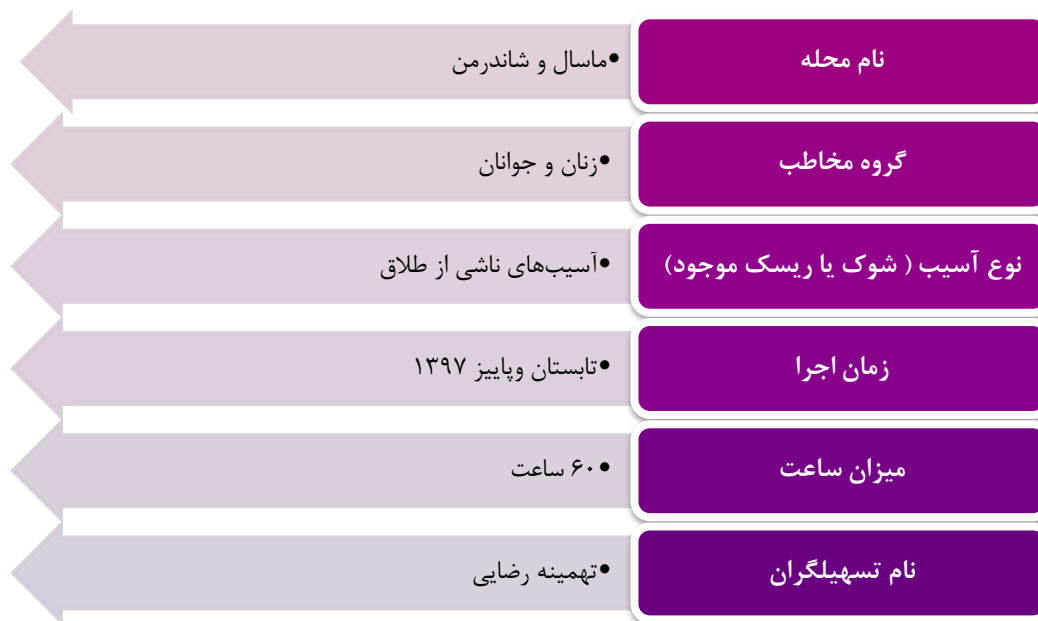 نام محله
•ماسال و شاندرمن
گروه مخاطب
•زنان و جوانان
نوع آسیب ( شوک یا ریسک موجود)
•آسیب‌های ناشی از طلاق
زمان اجرا
•تابستان وپاییز ۱۳۹۷
میزان ساعت
•۶۰ ساعت
نام تسهیلگران
•تهمینه رضایی